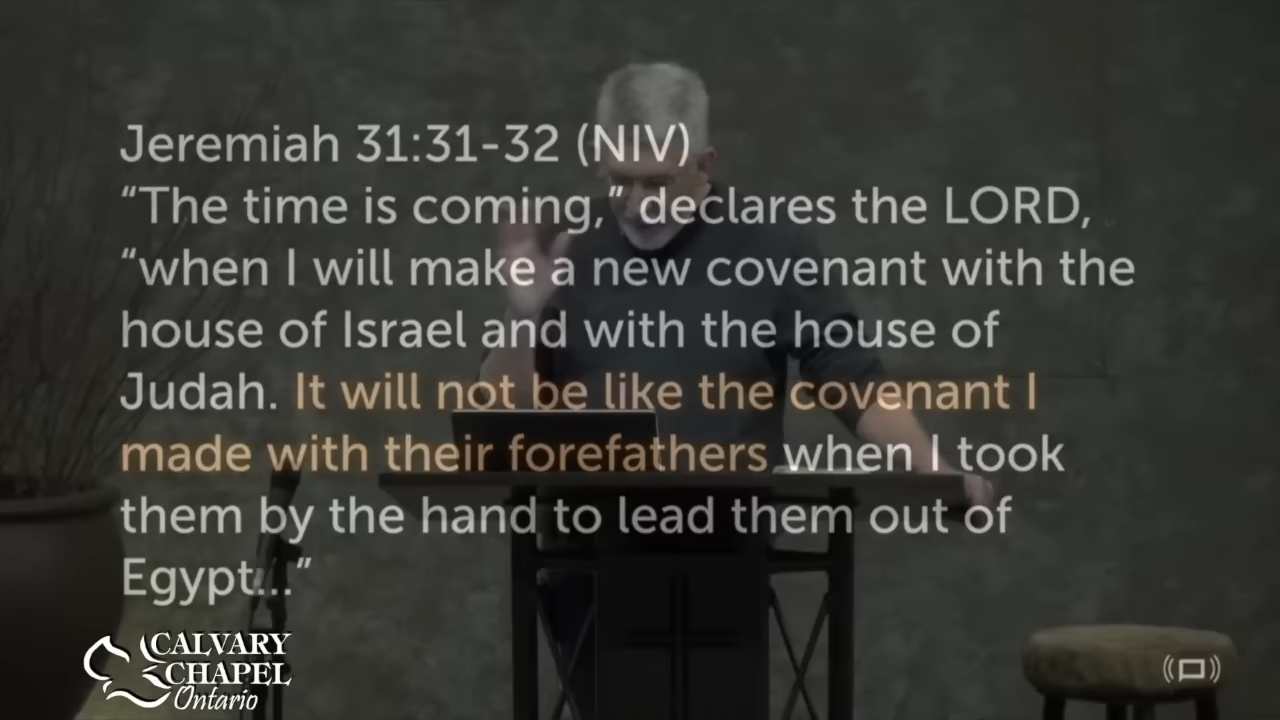 Jeremiah 31:31-32 (NIV)
“The time is coming,” declares the LORD,
“when I will make a new covenant with the
house of Israel and with the house of
Judah. It will not be like the covenant I
made with their forefathers when I took
them by the hand to lead them out of
Egypt...”
CALVARY
CHAPEL
Ontario